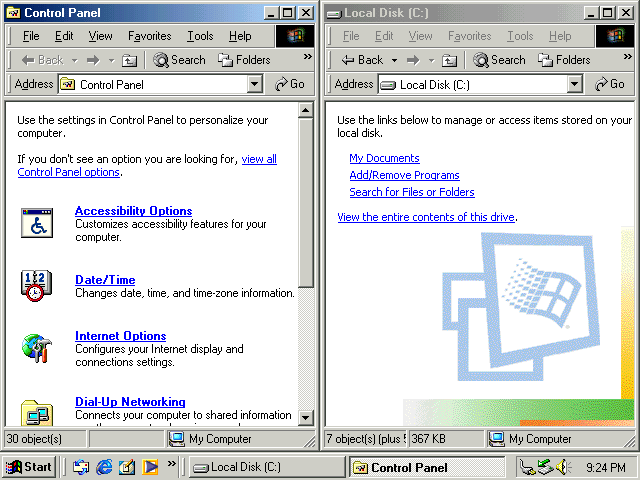 Control Panel
File Edit View Favorites Tools Help
Back Search Folders »
Address Control Panel Go
Use the settings in Control Panel to personalize your
computer.
If you don't see an option you are looking for, view all
Control Panel options.
Accessibility Options
Customizes accessibility features for your
computer.
Date/Time
Changes date, time, and time-zone information.
Internet Options
Configures your Internet display and
connections settings.
Dial-Up Networking
Connects your computer to shared information
30 object(s) My Computer
Local Disk (C:)
File Edit View Favorites Tools Help
Back Search Folders »
Address Local Disk (C:) Go
Use the links below to manage or access items stored on your
local disk.
My Documents
Add/Remove Programs
Search for Files or Folders
View the entire contents of this drive.
7 object(s) (plus 367 KB My Computer
Start » Local Disk (C:) Control Panel 9:24 PM